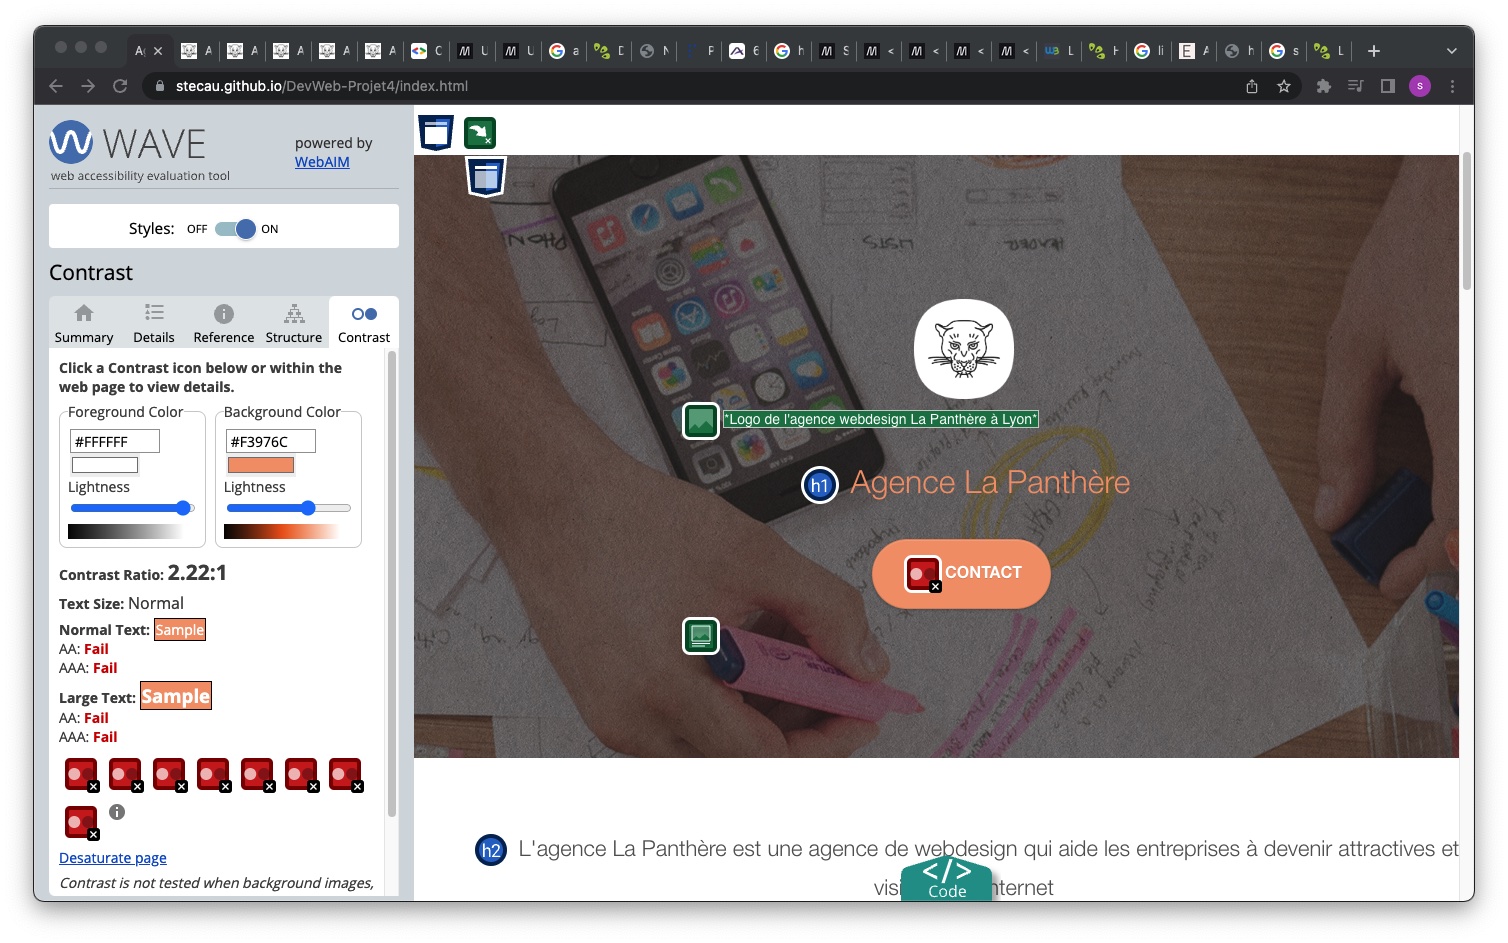 A
A
A
A
A
A
C
U
U
a
D
N
P
6
h
S
<
<
<
<
L
H
li
A
h
s
L
stecau.github.io/DevWeb-Projet4/index.html
s
WAVE
web accessibility evaluation tool
powered by
WebAIM
Styles: OFF ON
Contrast
Summary
Details
Reference
Structure
Contrast
Click a Contrast icon below or within the
web page to view details.
Foreground Color
#FFFFFF
Lightness
Background Color
#F3976C
Lightness
Contrast Ratio: 2.22:1
Text Size: Normal
Normal Text: Sample
AA: Fail
AAA: Fail
Large Text: Sample
AA: Fail
AAA: Fail
Desaturate page
Contrast is not tested when background images,
LISTS
HEADER
*Logo de l'agence webdesign La Panthère à Lyon*
h1 Agence La Panthère
CONTACT
h2 L'agence La Panthère est une agence de webdesign qui aide les entreprises à devenir attractives et
</> Code